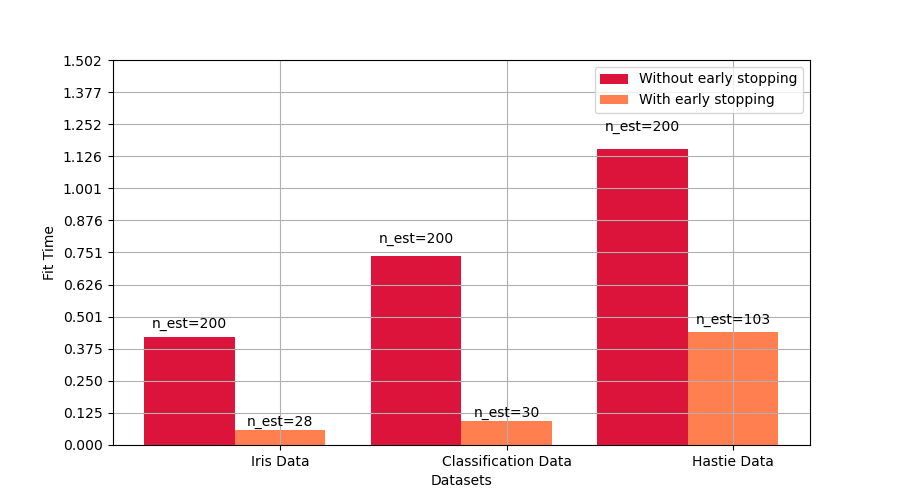 1.502
1.377
1.252
1.126
1.001
0.876
0.751
0.626
0.501
0.375
0.250
0.125
0.000
Fit Time
Without early stopping
With early stopping
n_est=200
n_est=28
n_est=200
n_est=30
n_est=200
n_est=103
Iris Data
Classification Data
Hastie Data
Datasets